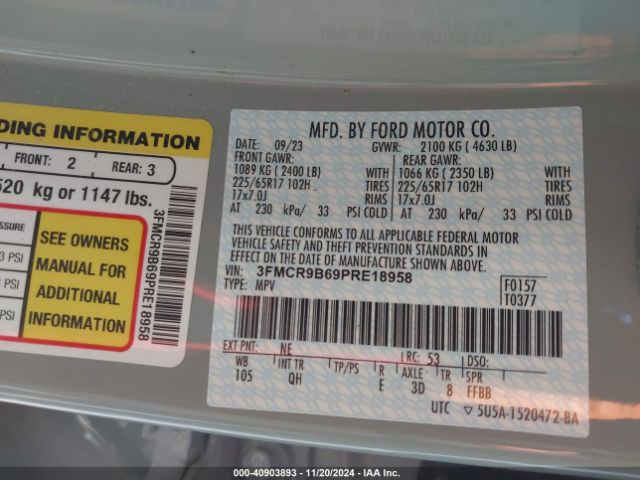 DING INFORMATION
FRONT: 2 REAR: 3
520 kg or 1147 lbs.
SEE OWNERS
MANUAL FOR
ADDITIONAL
INFORMATION
PSI
PSI
PSI
3FMCR9B69PRE18958
MFD. BY FORD MOTOR CO.
DATE: 09/23 GVWR: 2100 KG ( 4630 LB)
FRONT GAWR: REAR GAWR:
1089 KG ( 2400 LB) WITH 1066 KG ( 2350 LB) WITH
225/65R17 102H TIRES 225/65R17 102H TIRES
17x7.0J RIMS 17x7.0J RIMS
AT 230 kPa/ 33 PSI COLD AT 230 kPa/ 33 PSI COLD
THIS VEHICLE CONFORMS TO ALL APPLICABLE FEDERAL MOTOR
VEHICLE SAFETY AND THEFT PREVENTION STANDARDS IN
EFFECT ON THE DATE OF MANUFACTURE SHOWN ABOVE.
VIN: 3FMCR9B69PRE18958
TYPE: MPV
F0157
T0377
EXT PNT: NE RC: 53 DSO:
WB INT TR TP/PS R AXLE TR SPR
105 QH E 3D 8 FFBB
UTC ▽ 5U5A-1520472-BA
000-40903893 - 11/20/2024 - IAA Inc.